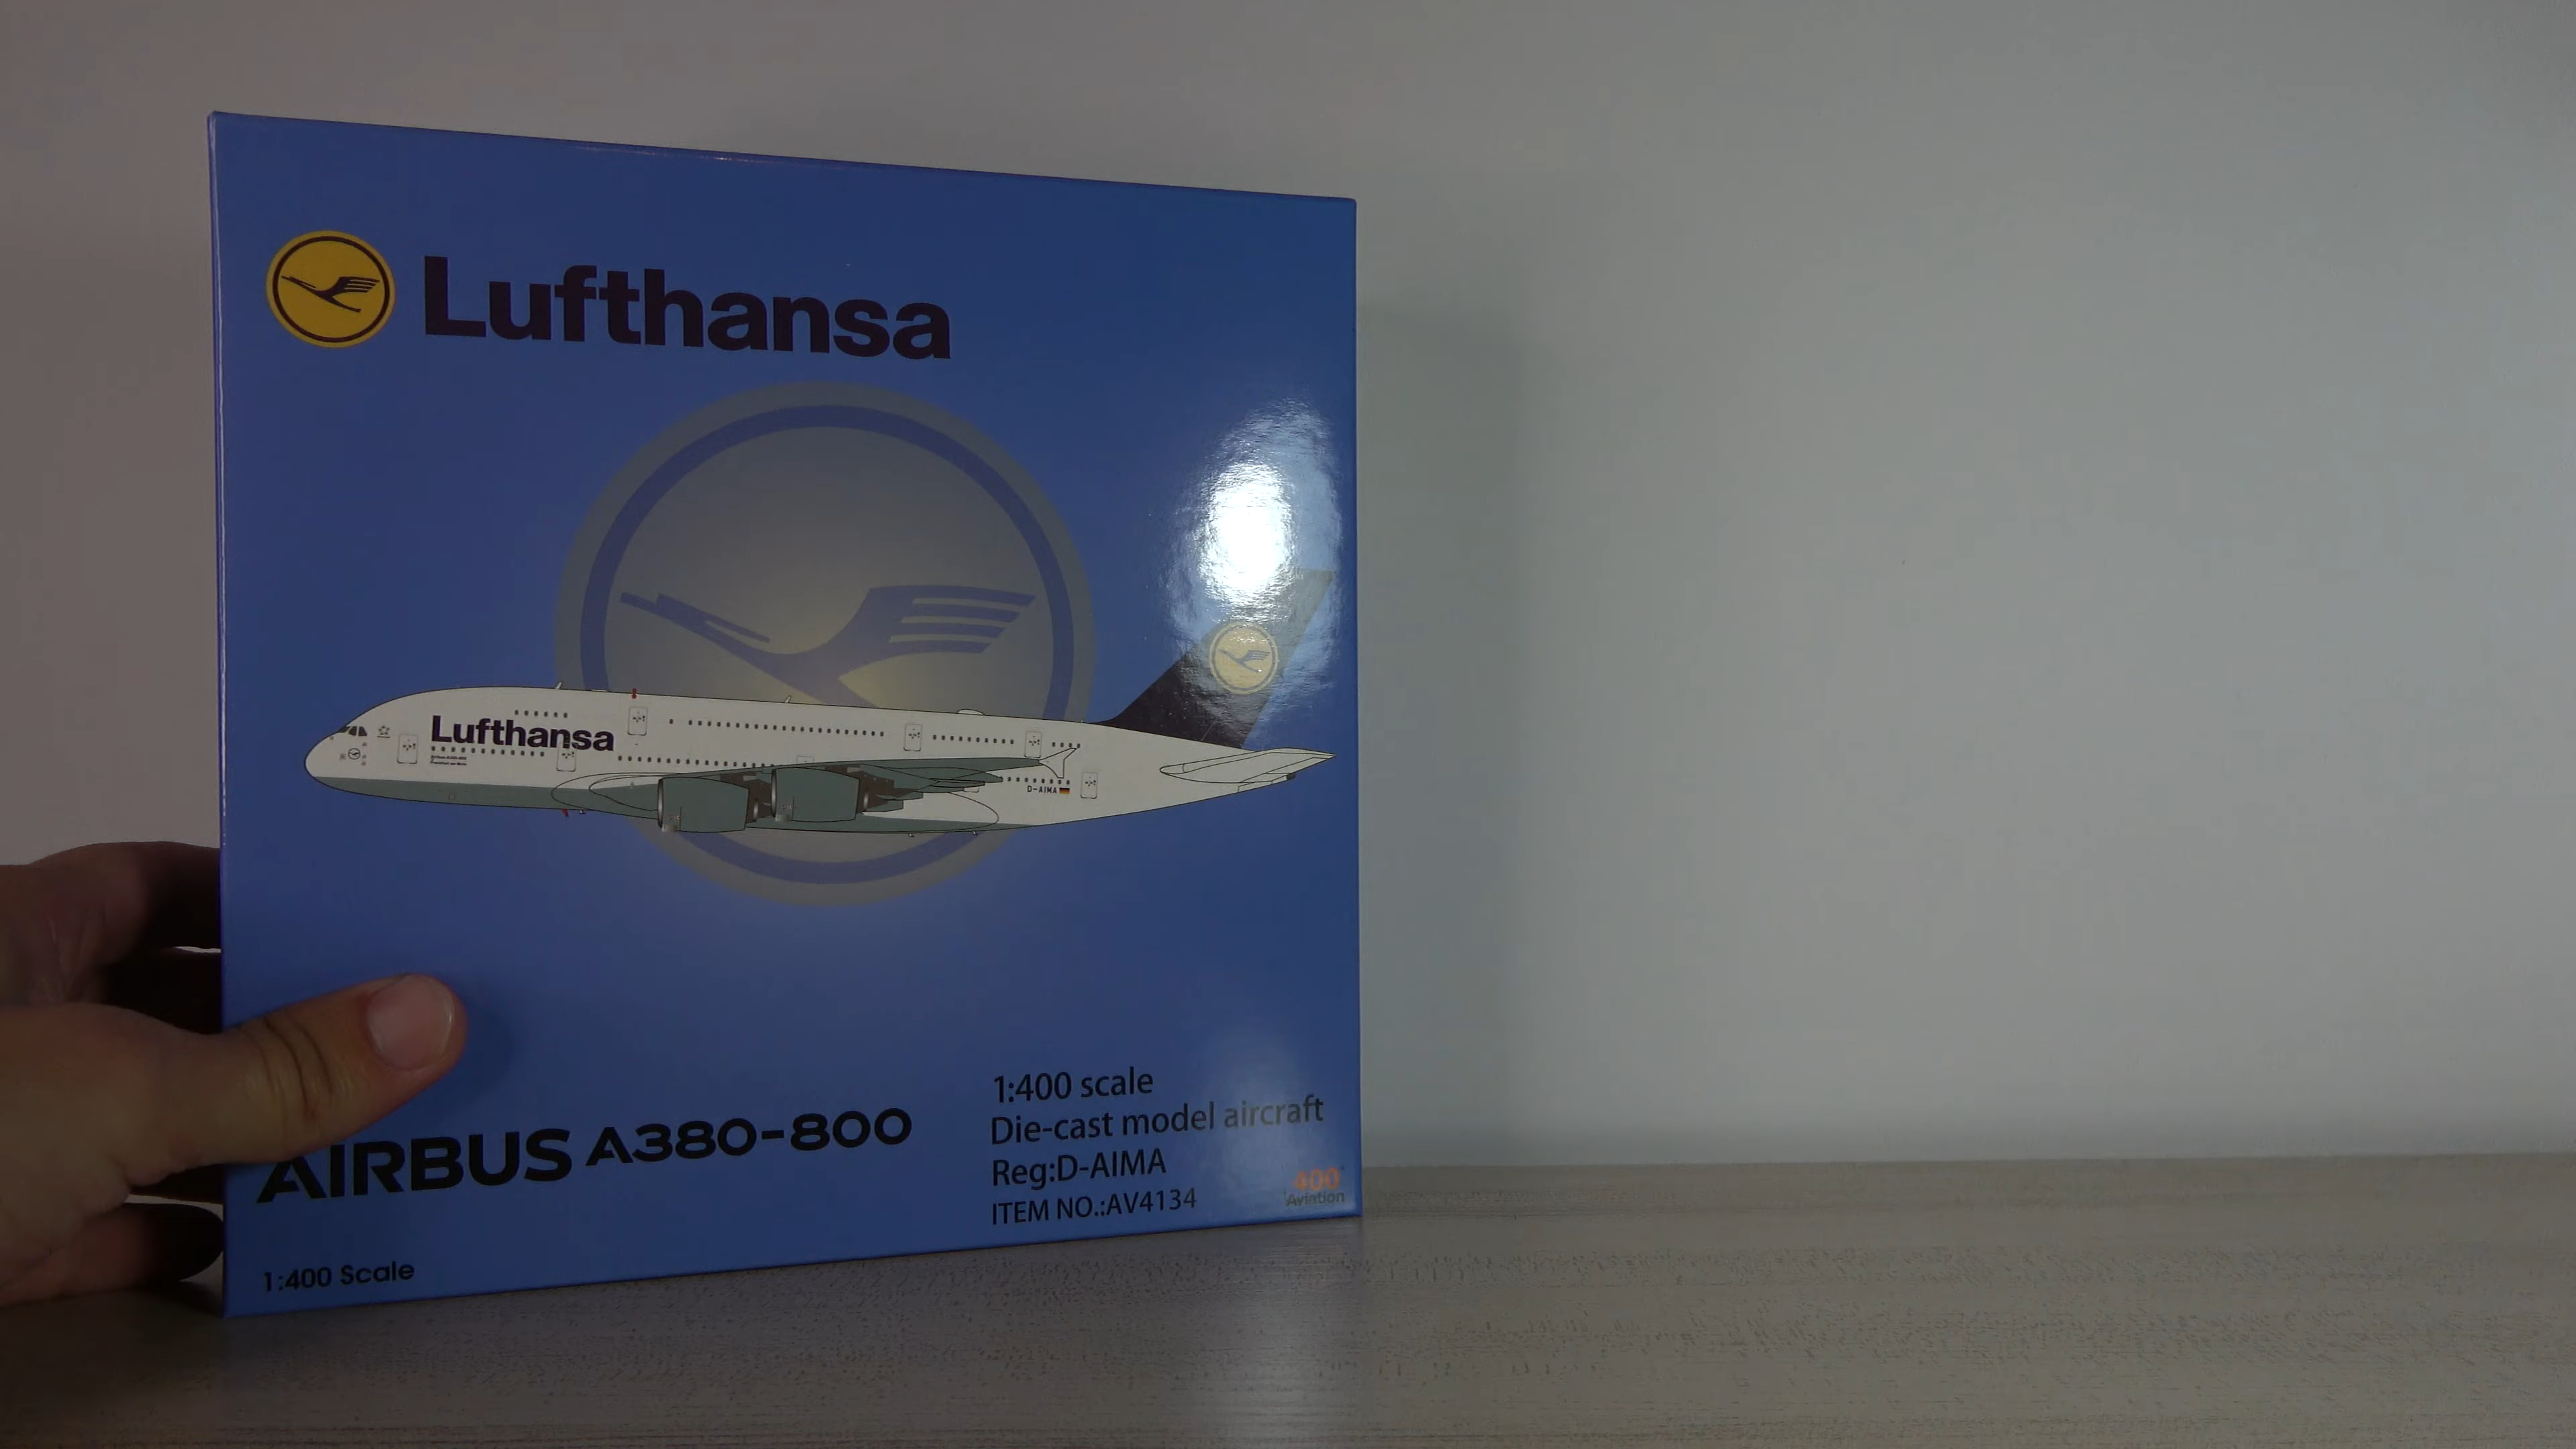 Lufthansa
Lufthansa
D-AIMA
AIRBUS A380-800
1:400 scale
Die-cast model aircraft
Reg:D-AIMA
ITEM NO.:AV4134
400
Aviation
1:400 Scale